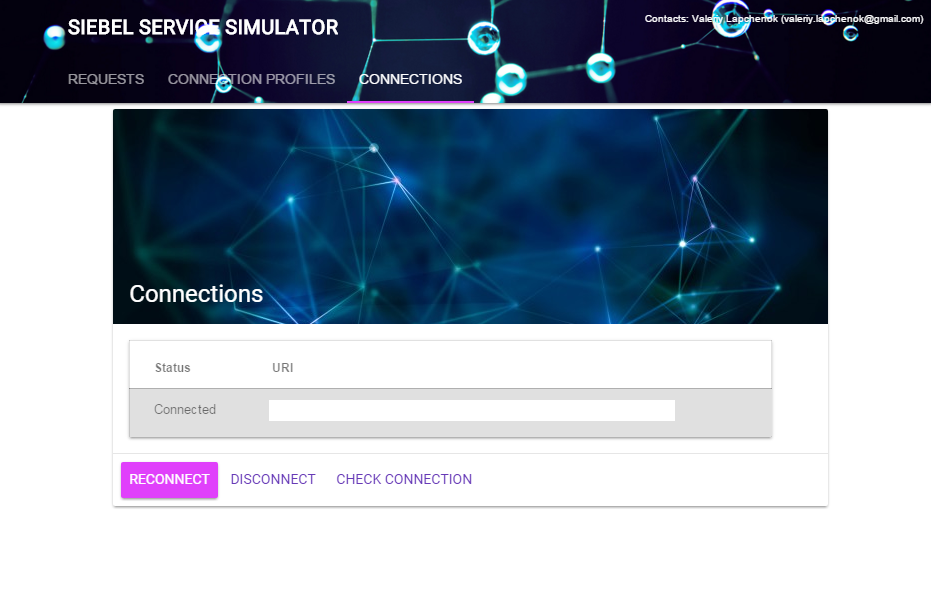 SIEBEL SERVICE SIMULATOR
Contacts: Valeriy Lapchenok (valeriy.lapchenok@gmail.com)
REQUESTS CONNECTION PROFILES CONNECTIONS
Connections
Status URI
Connected
RECONNECT DISCONNECT CHECK CONNECTION